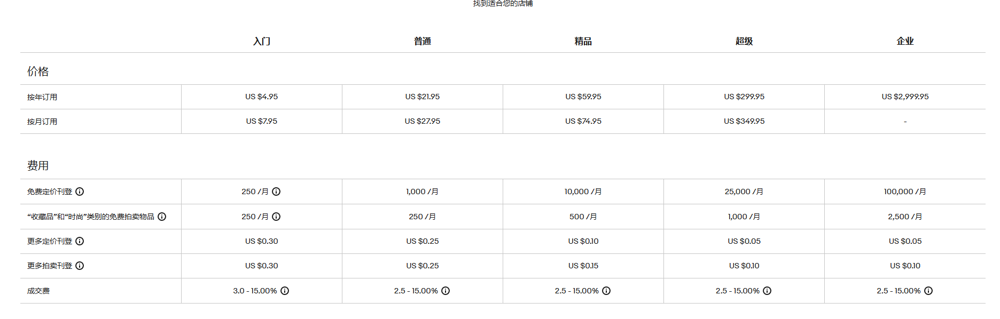 找到适合您的店铺
入门 普通 精品 超级 企业
价格
按年订用 US $4.95 US $21.95 US $59.95 US $299.95 US $2,999.95
按月订用 US $7.95 US $27.95 US $74.95 US $349.95 -
费用
免费定价刊登 250 /月 1,000 /月 10,000 /月 25,000 /月 100,000 /月
“收藏品”和“时尚”类别的免费拍卖物品 250 /月 250 /月 500 /月 1,000 /月 2,500 /月
更多定价刊登 US $0.30 US $0.25 US $0.10 US $0.05 US $0.05
更多拍卖刊登 US $0.30 US $0.25 US $0.15 US $0.10 US $0.10
成交费 3.0 - 15.00% 2.5 - 15.00% 2.5 - 15.00% 2.5 - 15.00% 2.5 - 15.00%